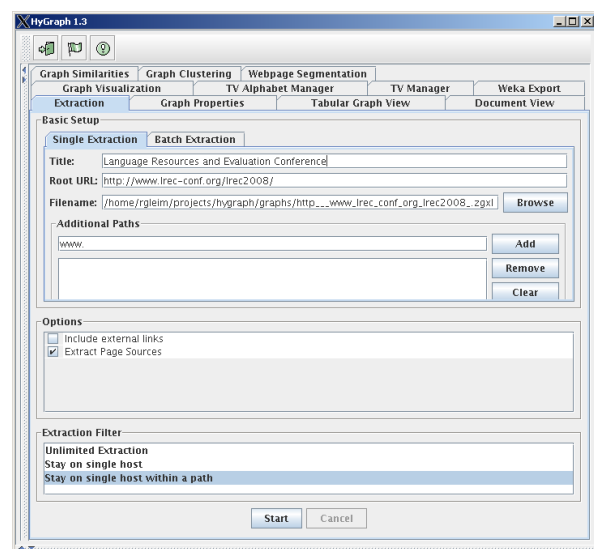 HyGraph 1.3
Graph Similarities Graph Clustering Webpage Segmentation
Graph Visualization TV Alphabet Manager TV Manager Weka Export
Extraction Graph Properties Tabular Graph View Document View
Basic Setup
Single Extraction Batch Extraction
Title: Language Resources and Evaluation Conference
Root URL: http://www.lrec-conf.org/lrec2008/
Filename: /home/rgleim/projects/hygraph/graphs/http___www_lrec_conf_org_lrec2008_.zgxl Browse
Additional Paths
www. Add
Remove
Clear
Options
Include external links
Extract Page Sources
Extraction Filter
Unlimited Extraction
Stay on single host
Stay on single host within a path
Start Cancel